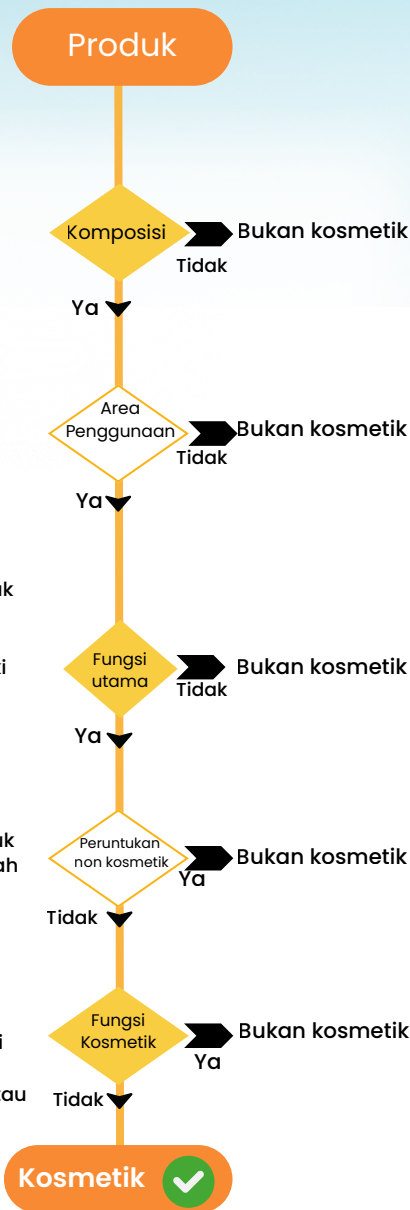 Produk
Komposisi
Bukan kosmetik
Tidak
Ya
Area
Penggunaan
Bukan kosmetik
Tidak
Ya
Fungsi
utama
Bukan kosmetik
Tidak
Ya
Peruntukan
non kosmetik
Bukan kosmetik
Ya
Tidak
Fungsi
Kosmetik
Bukan kosmetik
Ya
Tidak
Kosmetik